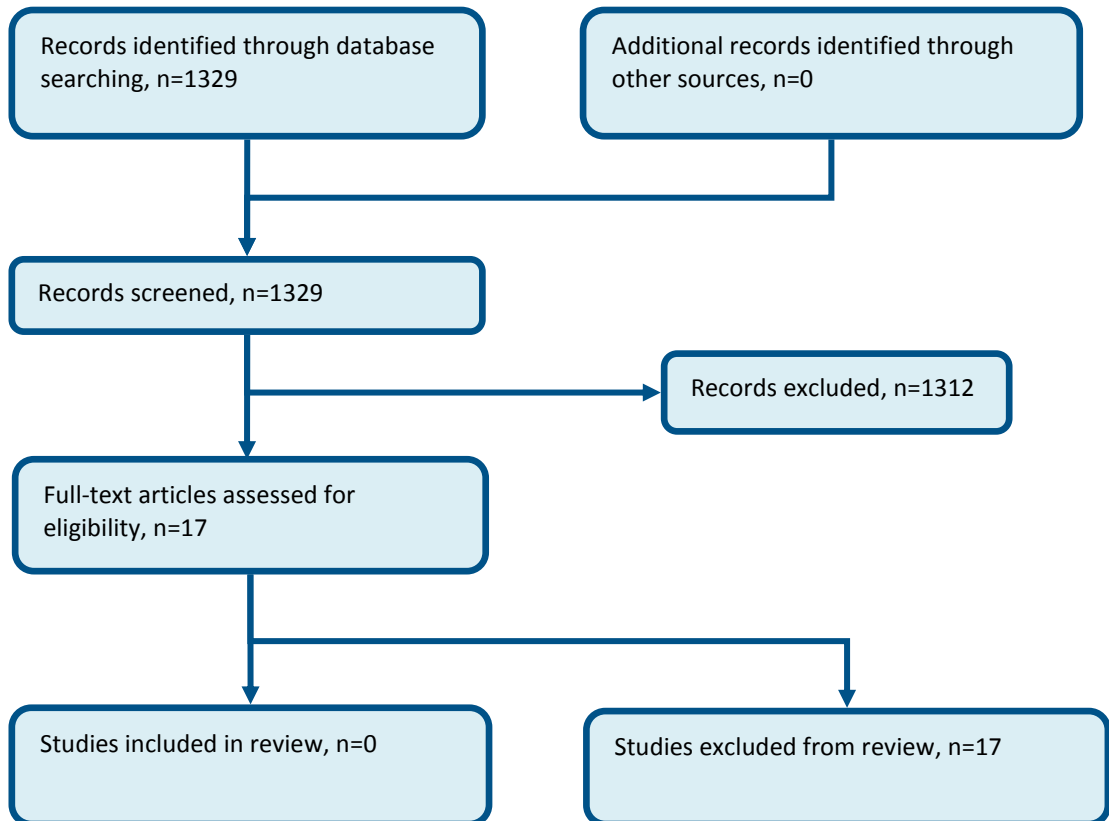 Records identified through database
searching, n=1329
Additional records identified through
other sources, n=0
Records screened, n=1329
Records excluded, n=1312
Full-text articles assessed for
eligibility, n=17
Studies included in review, n=0
Studies excluded from review, n=17